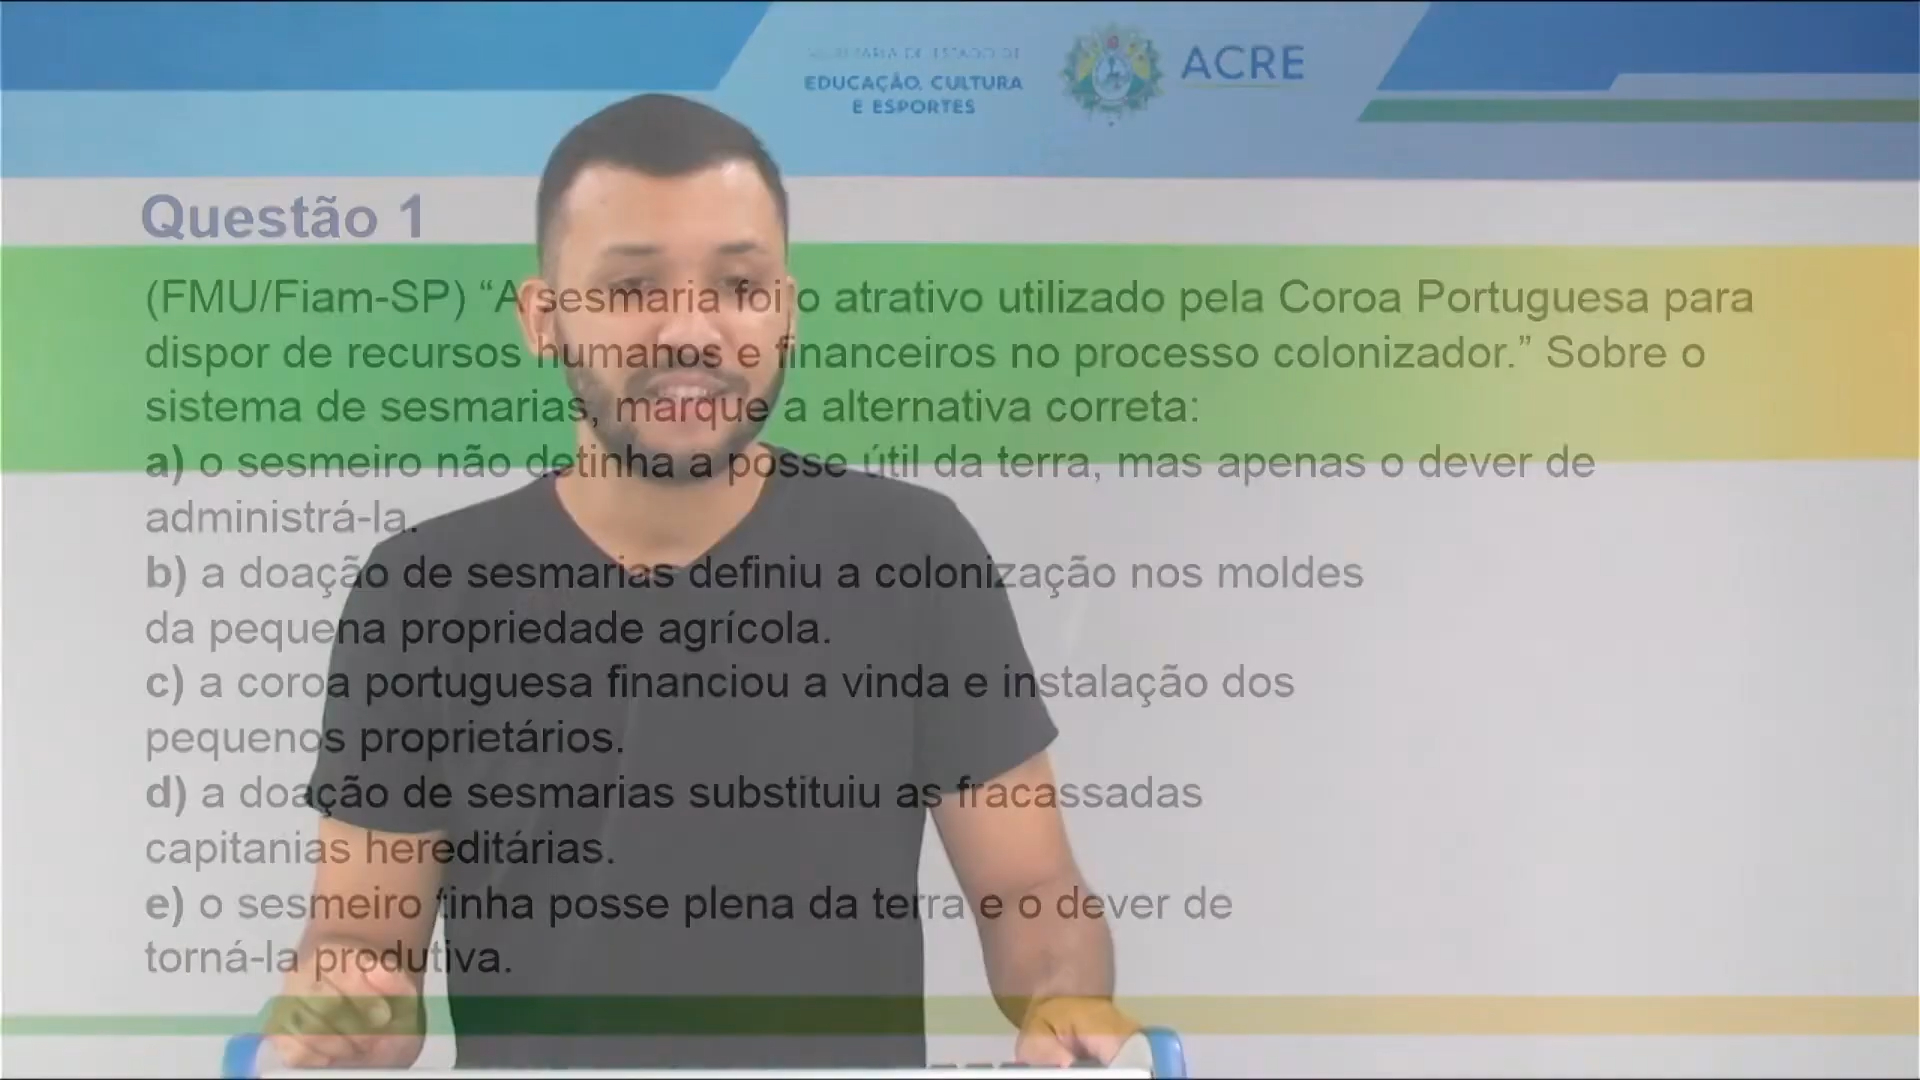 SECRETARIA DE ESTADO DE
EDUCAÇÃO, CULTURA
E ESPORTES
ACRE
Questão 1
(FMU/Fiam-SP) “A sesmaria foi o atrativo utilizado pela Coroa Portuguesa para
dispor de recursos humanos e financeiros no processo colonizador.” Sobre o
sistema de sesmarias, marque a alternativa correta:
a) o sesmeiro não detinha a posse útil da terra, mas apenas o dever de
administrá-la.
b) a doação de sesmarias definiu a colonização nos moldes
da pequena propriedade agrícola.
c) a coroa portuguesa financiou a vinda e instalação dos
pequenos proprietários.
d) a doação de sesmarias substituiu as fracassadas
capitanias hereditárias.
e) o sesmeiro tinha posse plena da terra e o dever de
torná-la produtiva.